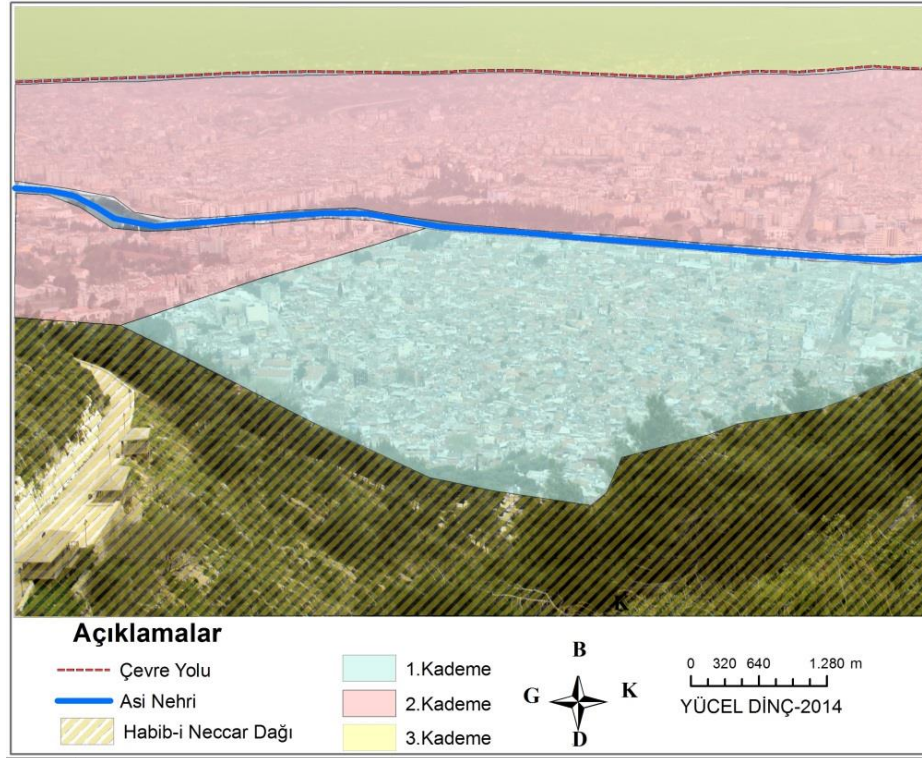 K
Açıklamalar
Çevre Yolu
Asi Nehri
Habib-i Neccar Dağı
1.Kademe
2.Kademe
3.Kademe
B
G K
D
0 320 640 1.280 m
YÜCEL DİNÇ-2014